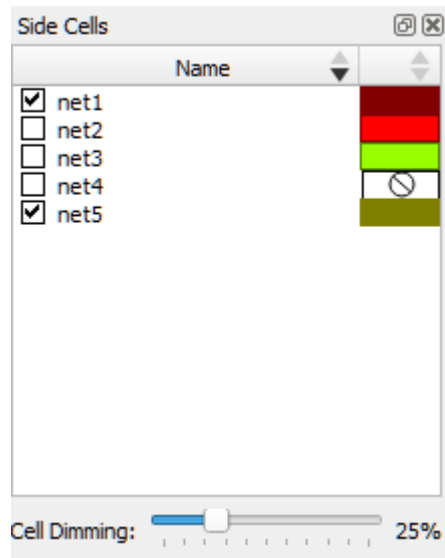 Side Cells
Name
net1
net2
net3
net4
net5
Cell Dimming: 25%